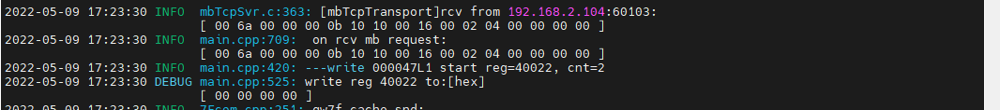 2022-05-09 17:23:30 INFO  mbTcpSvr.c:363: [mbTcpTransport]rcv from 192.168.2.104:60103:
[ 00 6a 00 00 00 0b 10 10 00 16 00 02 04 00 00 00 00 ]
2022-05-09 17:23:30 INFO  main.cpp:709:  on rcv mb request:
[ 00 6a 00 00 00 0b 10 10 00 16 00 02 04 00 00 00 00 ]
2022-05-09 17:23:30 INFO  main.cpp:420: ---write 000047L1 start reg=40022, cnt=2
2022-05-09 17:23:30 DEBUG main.cpp:525: write reg 40022 to:[hex]
[ 00 00 00 00 ]
2022-05-09 17:23:30 INFO